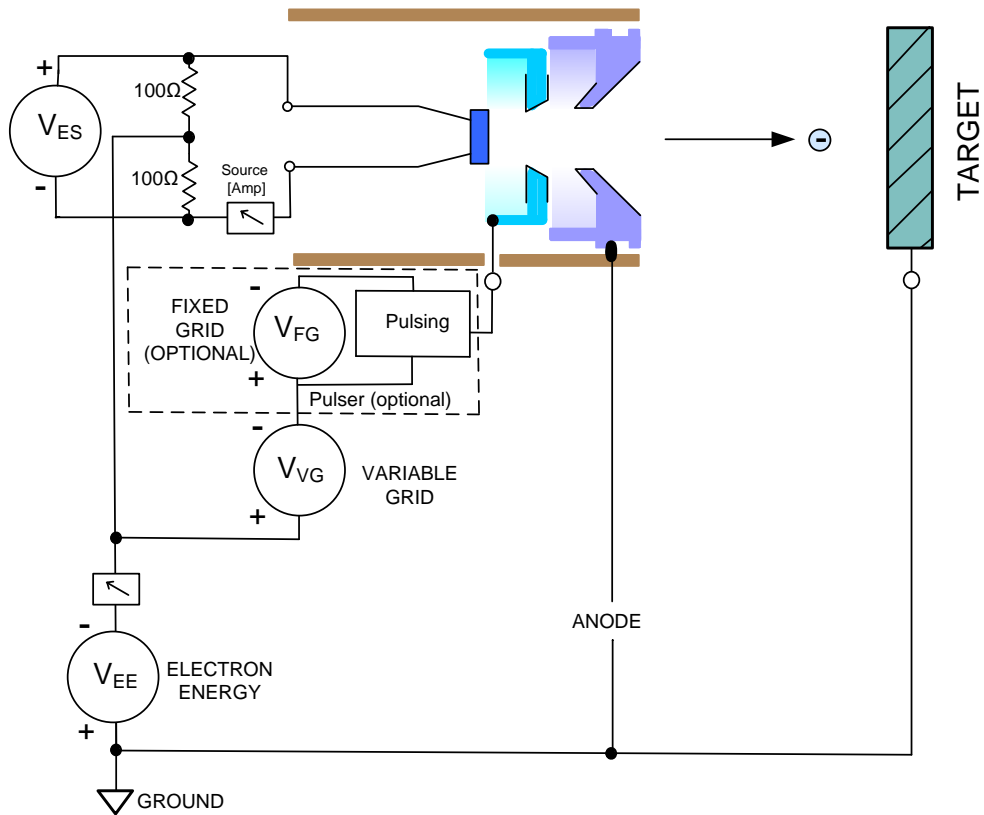 +
100Ω
VES
-
100Ω
Source
[Amp]
-
TARGET
FIXED
GRID
(OPTIONAL)
-
VFG
+
Pulsing
Pulser (optional)
-
VVG
+
VARIABLE
GRID
-
VEE
+
ELECTRON
ENERGY
ANODE
GROUND